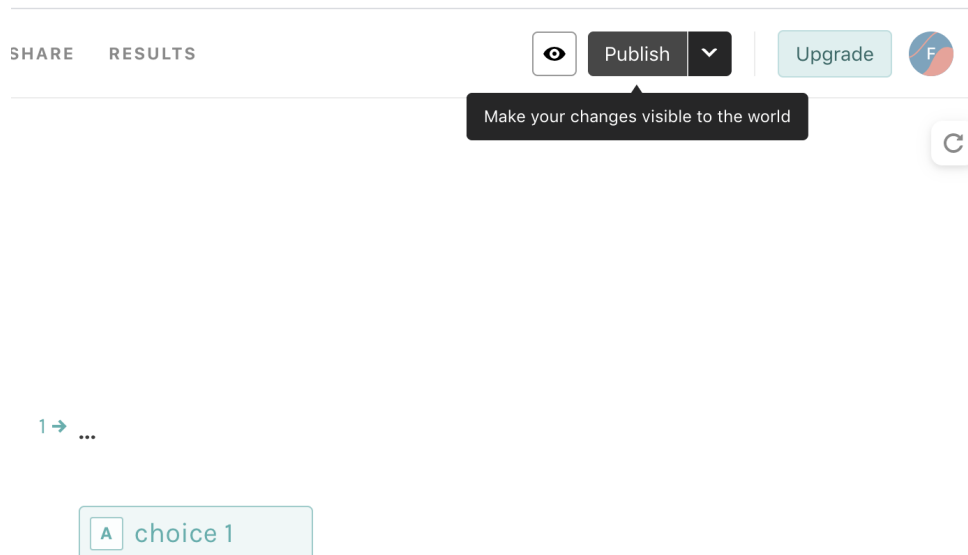 SHARE RESULTS Publish Upgrade F
Make your changes visible to the world
1 → ...
A choice 1